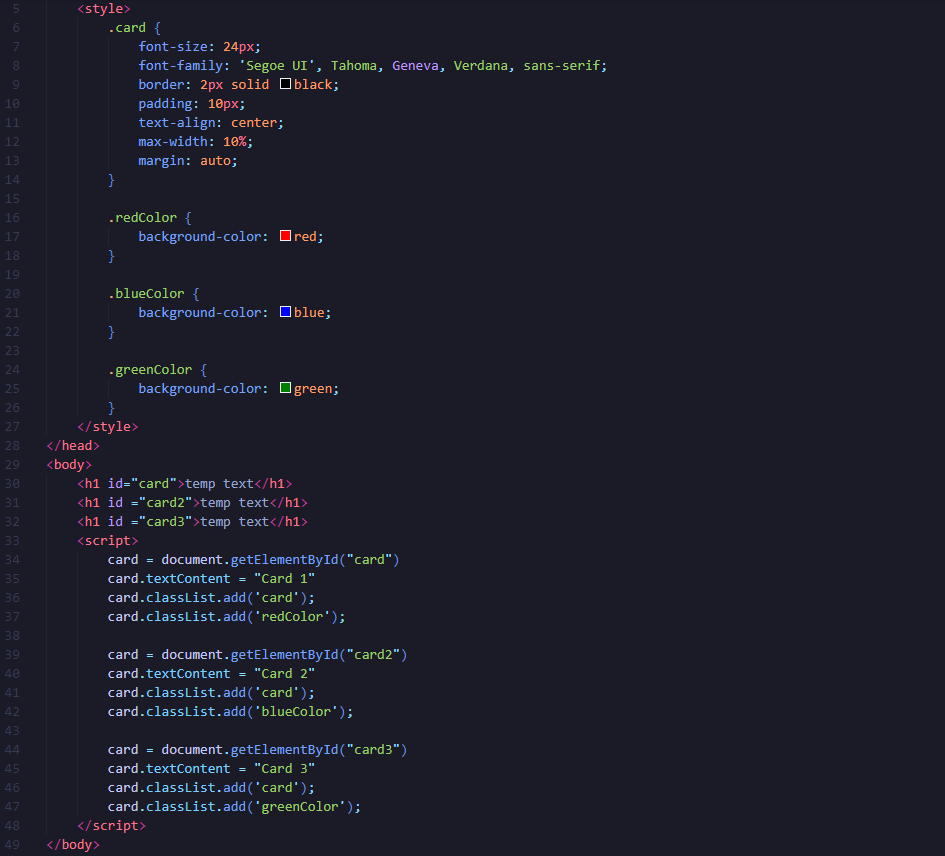 5 <style>
6 .card {
7 font-size: 24px;
8 font-family: 'Segoe UI', Tahoma, Geneva, Verdana, sans-serif;
9 border: 2px solid black;
10 padding: 10px;
11 text-align: center;
12 max-width: 10%;
13 margin: auto;
14 }
15
16 .redColor {
17 background-color: red;
18 }
19
20 .blueColor {
21 background-color: blue;
22 }
23
24 .greenColor {
25 background-color: green;
26 }
27 </style>
28 </head>
29 <body>
30 <h1 id="card">temp text</h1>
31 <h1 id ="card2">temp text</h1>
32 <h1 id ="card3">temp text</h1>
33 <script>
34 card = document.getElementById("card")
35 card.textContent = "Card 1"
36 card.classList.add('card');
37 card.classList.add('redColor');
38
39 card = document.getElementById("card2")
40 card.textContent = "Card 2"
41 card.classList.add('card');
42 card.classList.add('blueColor');
43
44 card = document.getElementById("card3")
45 card.textContent = "Card 3"
46 card.classList.add('card');
47 card.classList.add('greenColor');
48 </script>
49 </body>